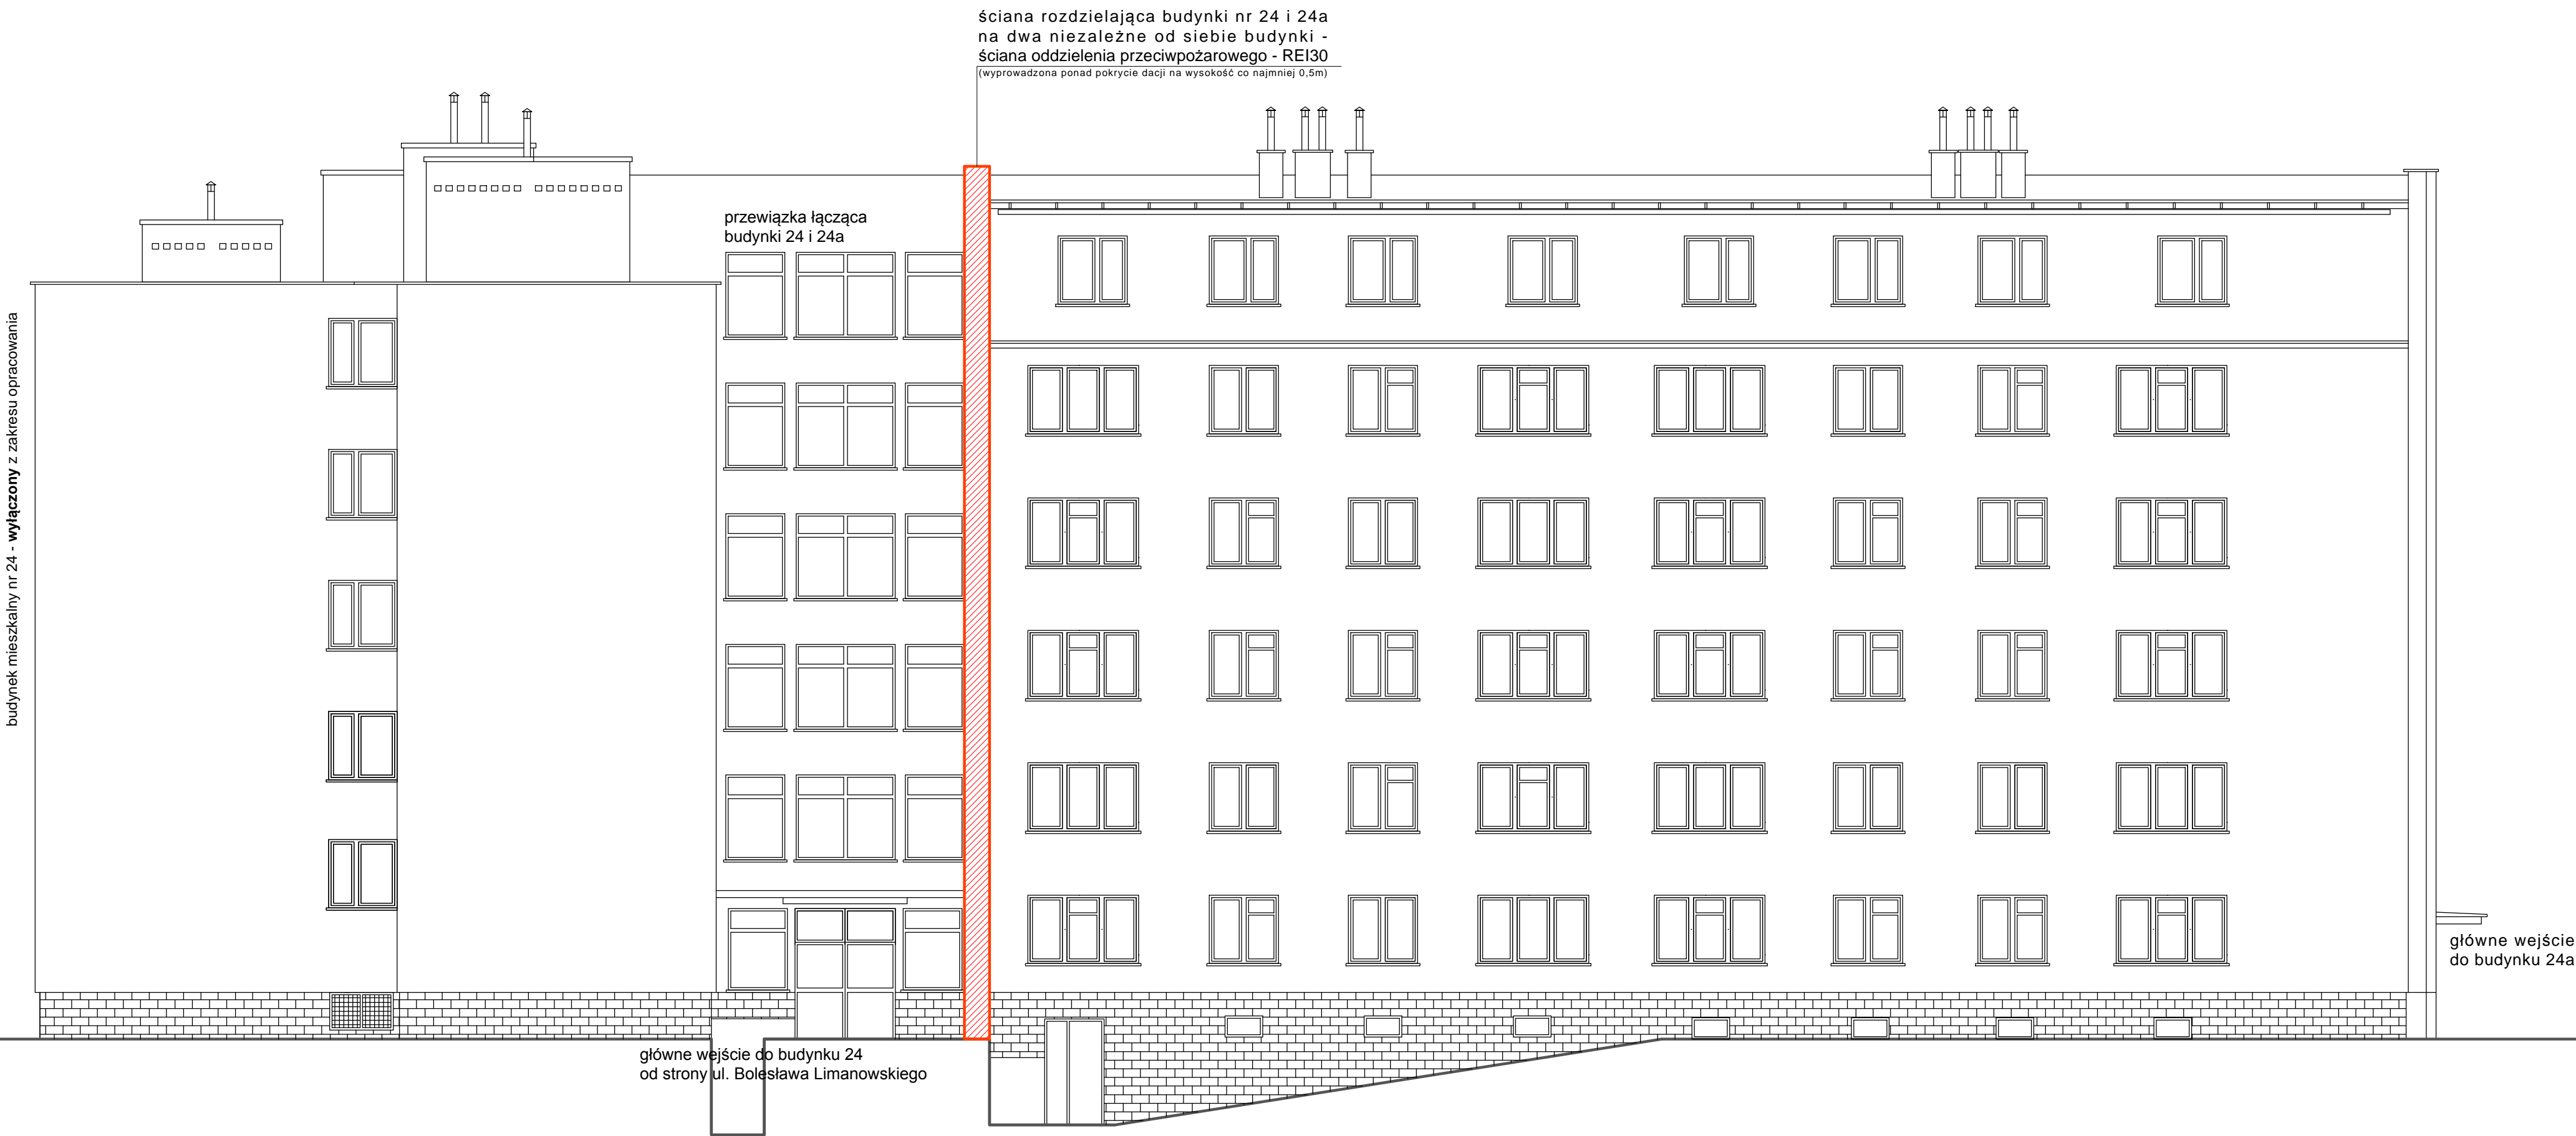 ściana rozdzielająca budynki nr 24 i 24a
na dwa niezależne od siebie budynki -
ściana oddzielenia przeciwpożarowego - REI30
(wyprowadzona ponad pokrycie dacji na wysokość co najmniej 0,5m)
przewiązka łącząca
budynki 24 i 24a
budynek mieszkalny nr 24 - wyłączony z zakresu opracowania
główne wejście
do budynku 24a
główne wejście do budynku 24
od strony ul. Bolesława Limanowskiego